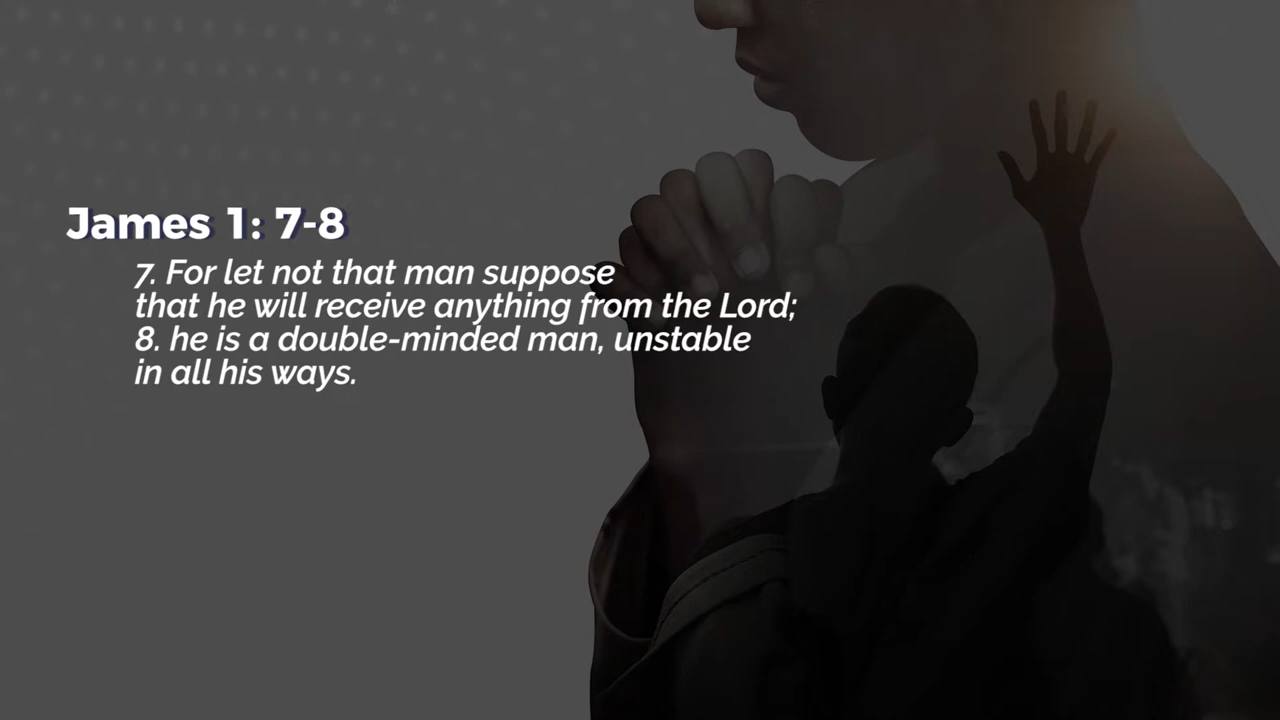 James 1: 7-8
7. For let not that man suppose
that he will receive anything from the Lord;
8. he is a double-minded man, unstable
in all his ways.